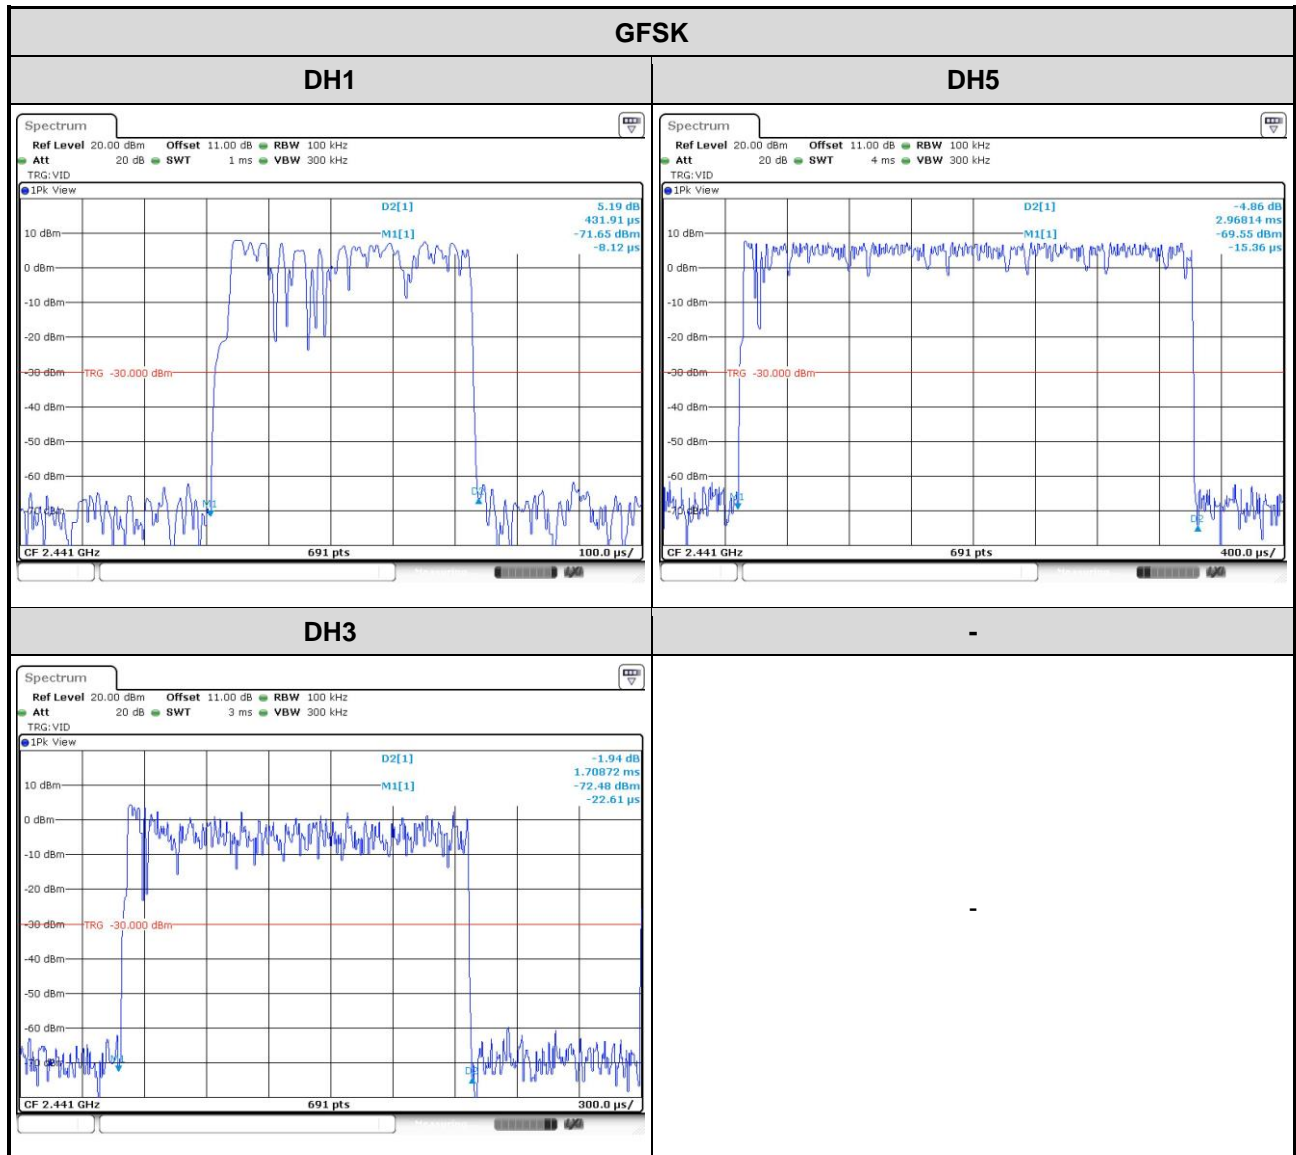 GFSK
DH1
DH5
Spectrum
Ref Level 20.00 dBm Offset 11.00 dB RBW 100 kHz
Att 20 dB SWT 1 ms VBW 300 kHz
TRG:VID
1Pk View
D2[1] 5.19 dB
431.91 µs
M1[1] -71.65 dBm
-8.12 µs
10 dBm
0 dBm
-10 dBm
-20 dBm
-30 dBm TRG -30.000 dBm
-40 dBm
-50 dBm
-60 dBm
-70 dBm
M1
D2
CF 2.441 GHz 691 pts 100.0 µs/
Spectrum
Ref Level 20.00 dBm Offset 11.00 dB RBW 100 kHz
Att 20 dB SWT 4 ms VBW 300 kHz
TRG:VID
1Pk View
D2[1] -4.86 dB
2.96814 ms
M1[1] -69.55 dBm
-15.36 µs
10 dBm
0 dBm
-10 dBm
-20 dBm
-30 dBm TRG -30.000 dBm
-40 dBm
-50 dBm
-60 dBm
-70 dBm
M1
D2
CF 2.441 GHz 691 pts 400.0 µs/
DH3
-
Spectrum
Ref Level 20.00 dBm Offset 11.00 dB RBW 100 kHz
Att 20 dB SWT 3 ms VBW 300 kHz
TRG:VID
1Pk View
D2[1] -1.94 dB
1.70872 ms
M1[1] -72.48 dBm
-22.61 µs
10 dBm
0 dBm
-10 dBm
-20 dBm
-30 dBm TRG -30.000 dBm
-40 dBm
-50 dBm
-60 dBm
-70 dBm
M1
D2
CF 2.441 GHz 691 pts 300.0 µs/
-